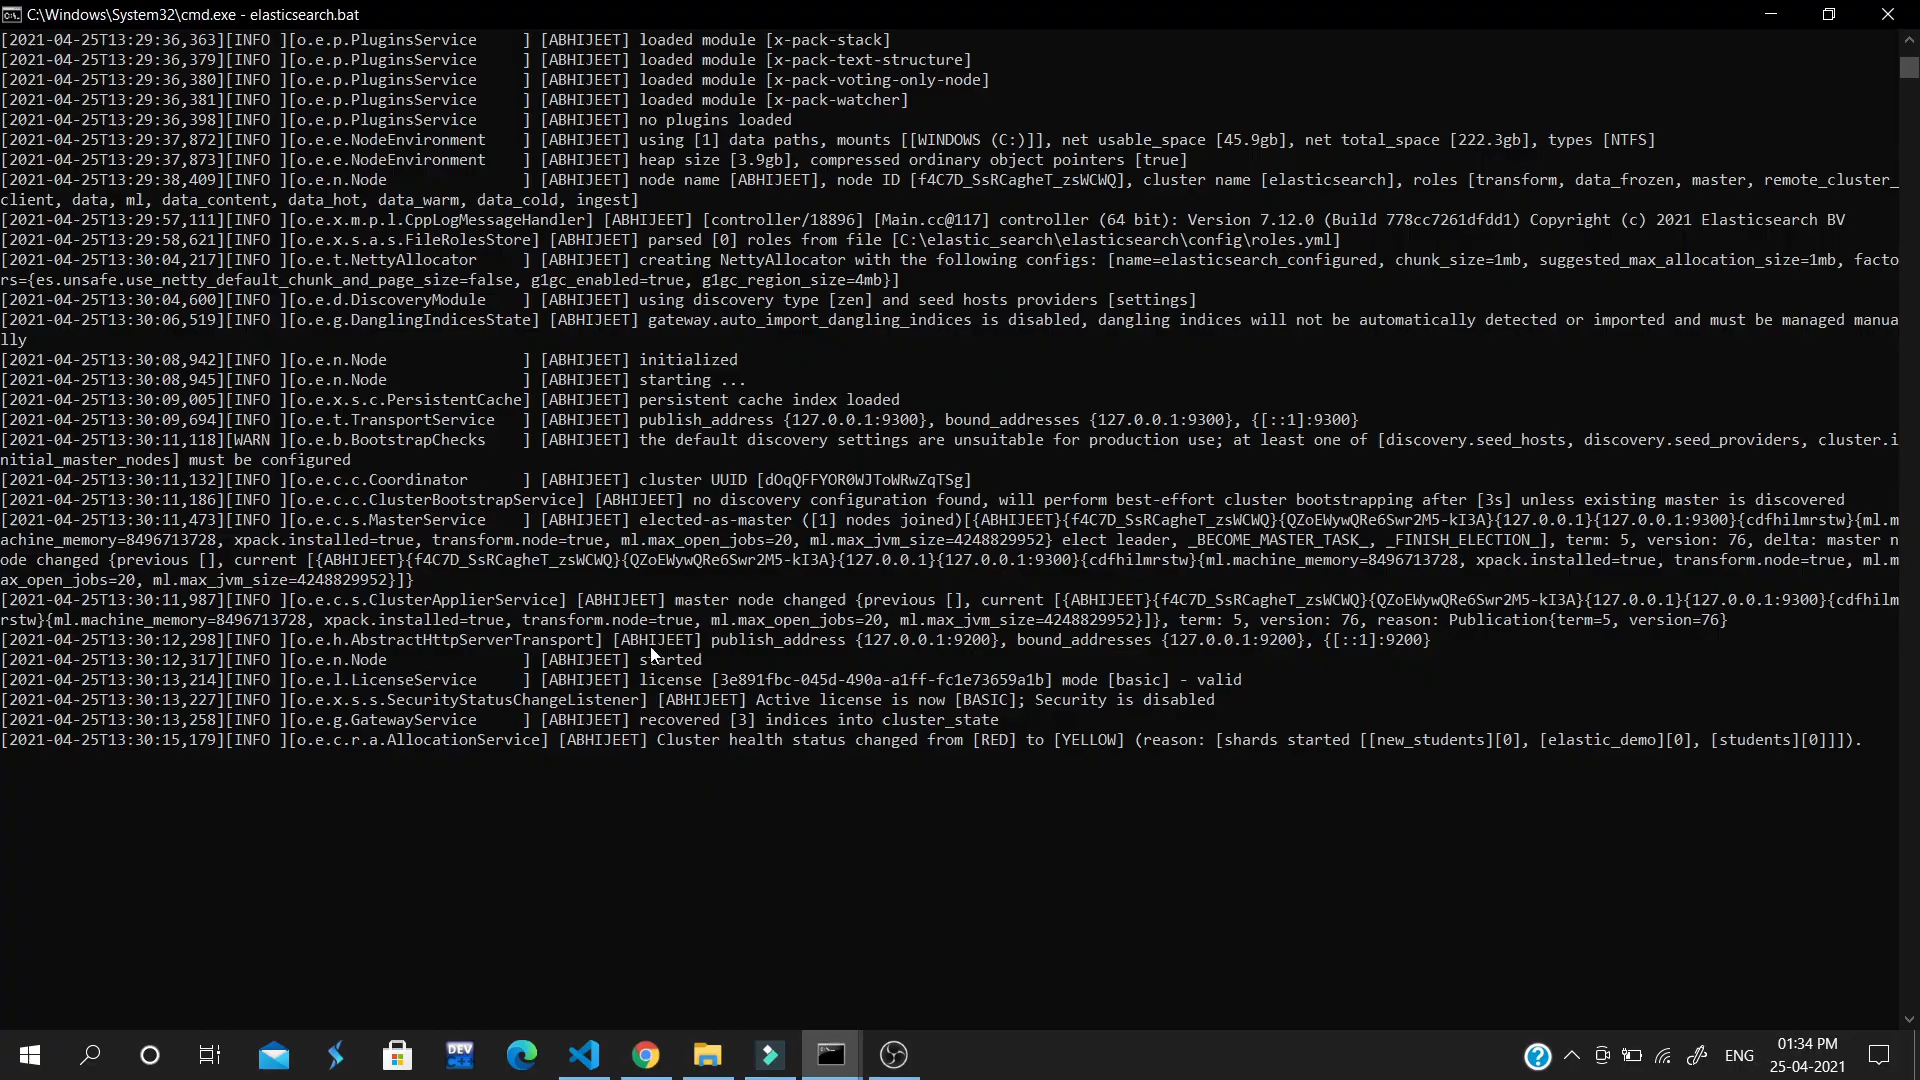 C:\Windows\System32\cmd.exe - elasticsearch.bat
[2021-04-25T13:29:36,363][INFO ][o.e.p.PluginsService     ] [ABHIJEET] loaded module [x-pack-stack]
[2021-04-25T13:29:36,379][INFO ][o.e.p.PluginsService     ] [ABHIJEET] loaded module [x-pack-text-structure]
[2021-04-25T13:29:36,380][INFO ][o.e.p.PluginsService     ] [ABHIJEET] loaded module [x-pack-voting-only-node]
[2021-04-25T13:29:36,381][INFO ][o.e.p.PluginsService     ] [ABHIJEET] loaded module [x-pack-watcher]
[2021-04-25T13:29:36,398][INFO ][o.e.p.PluginsService     ] [ABHIJEET] no plugins loaded
[2021-04-25T13:29:37,872][INFO ][o.e.e.NodeEnvironment    ] [ABHIJEET] using [1] data paths, mounts [[WINDOWS (C:)]], net usable_space [45.9gb], net total_space [222.3gb], types [NTFS]
[2021-04-25T13:29:37,873][INFO ][o.e.e.NodeEnvironment    ] [ABHIJEET] heap size [3.9gb], compressed ordinary object pointers [true]
[2021-04-25T13:29:38,409][INFO ][o.e.n.Node               ] [ABHIJEET] node name [ABHIJEET], node ID [f4C7D_SsRCagheT_zsWCWQ], cluster name [elasticsearch], roles [transform, data_frozen, master, remote_cluster_
client, data, ml, data_content, data_hot, data_warm, data_cold, ingest]
[2021-04-25T13:29:57,111][INFO ][o.e.x.m.p.l.CppLogMessageHandler] [ABHIJEET] [controller/18896] [Main.cc@117] controller (64 bit): Version 7.12.0 (Build 778cc7261dfdd1) Copyright (c) 2021 Elasticsearch BV
[2021-04-25T13:29:58,621][INFO ][o.e.x.s.a.s.FileRolesStore] [ABHIJEET] parsed [0] roles from file [C:\elastic_search\elasticsearch\config\roles.yml]
[2021-04-25T13:30:04,217][INFO ][o.e.t.NettyAllocator     ] [ABHIJEET] creating NettyAllocator with the following configs: [name=elasticsearch_configured, chunk_size=1mb, suggested_max_allocation_size=1mb, facto
rs={es.unsafe.use_netty_default_chunk_and_page_size=false, g1gc_enabled=true, g1gc_region_size=4mb}]
[2021-04-25T13:30:04,600][INFO ][o.e.d.DiscoveryModule    ] [ABHIJEET] using discovery type [zen] and seed hosts providers [settings]
[2021-04-25T13:30:06,519][INFO ][o.e.g.DanglingIndicesState] [ABHIJEET] gateway.auto_import_dangling_indices is disabled, dangling indices will not be automatically detected or imported and must be managed manua
lly
[2021-04-25T13:30:08,942][INFO ][o.e.n.Node               ] [ABHIJEET] initialized
[2021-04-25T13:30:08,945][INFO ][o.e.n.Node               ] [ABHIJEET] starting ...
[2021-04-25T13:30:09,005][INFO ][o.e.x.s.c.PersistentCache] [ABHIJEET] persistent cache index loaded
[2021-04-25T13:30:09,694][INFO ][o.e.t.TransportService   ] [ABHIJEET] publish_address {127.0.0.1:9300}, bound_addresses {127.0.0.1:9300}, {[::1]:9300}
[2021-04-25T13:30:11,118][WARN ][o.e.b.BootstrapChecks    ] [ABHIJEET] the default discovery settings are unsuitable for production use; at least one of [discovery.seed_hosts, discovery.seed_providers, cluster.i
nitial_master_nodes] must be configured
[2021-04-25T13:30:11,132][INFO ][o.e.c.c.Coordinator      ] [ABHIJEET] cluster UUID [dOqQFFYOR0WJToWRwZqTSg]
[2021-04-25T13:30:11,186][INFO ][o.e.c.c.ClusterBootstrapService] [ABHIJEET] no discovery configuration found, will perform best-effort cluster bootstrapping after [3s] unless existing master is discovered
[2021-04-25T13:30:11,473][INFO ][o.e.c.s.MasterService    ] [ABHIJEET] elected-as-master ([1] nodes joined)[{ABHIJEET}{f4C7D_SsRCagheT_zsWCWQ}{QZoEWywQRe6Swr2M5-kI3A}{127.0.0.1}{127.0.0.1:9300}{cdfhilmrstw}{ml.m
achine_memory=8496713728, xpack.installed=true, transform.node=true, ml.max_open_jobs=20, ml.max_jvm_size=4248829952} elect leader, _BECOME_MASTER_TASK_, _FINISH_ELECTION_], term: 5, version: 76, delta: master n
ode changed {previous [], current [{ABHIJEET}{f4C7D_SsRCagheT_zsWCWQ}{QZoEWywQRe6Swr2M5-kI3A}{127.0.0.1}{127.0.0.1:9300}{cdfhilmrstw}{ml.machine_memory=8496713728, xpack.installed=true, transform.node=true, ml.m
ax_open_jobs=20, ml.max_jvm_size=4248829952}]}
[2021-04-25T13:30:11,987][INFO ][o.e.c.s.ClusterApplierService] [ABHIJEET] master node changed {previous [], current [{ABHIJEET}{f4C7D_SsRCagheT_zsWCWQ}{QZoEWywQRe6Swr2M5-kI3A}{127.0.0.1}{127.0.0.1:9300}{cdfhilm
rstw}{ml.machine_memory=8496713728, xpack.installed=true, transform.node=true, ml.max_open_jobs=20, ml.max_jvm_size=4248829952}]}, term: 5, version: 76, reason: Publication{term=5, version=76}
[2021-04-25T13:30:12,298][INFO ][o.e.h.AbstractHttpServerTransport] [ABHIJEET] publish_address {127.0.0.1:9200}, bound_addresses {127.0.0.1:9200}, {[::1]:9200}
[2021-04-25T13:30:12,317][INFO ][o.e.n.Node               ] [ABHIJEET] started
[2021-04-25T13:30:13,214][INFO ][o.e.l.LicenseService     ] [ABHIJEET] license [3e891fbc-045d-490a-a1ff-fc1e73659a1b] mode [basic] - valid
[2021-04-25T13:30:13,227][INFO ][o.e.x.s.s.SecurityStatusChangeListener] [ABHIJEET] Active license is now [BASIC]; Security is disabled
[2021-04-25T13:30:13,258][INFO ][o.e.g.GatewayService     ] [ABHIJEET] recovered [3] indices into cluster_state
[2021-04-25T13:30:15,179][INFO ][o.e.c.r.a.AllocationService] [ABHIJEET] Cluster health status changed from [RED] to [YELLOW] (reason: [shards started [[new_students][0], [elastic_demo][0], [students][0]]]).
DEV
ENG
01:34 PM
25-04-2021